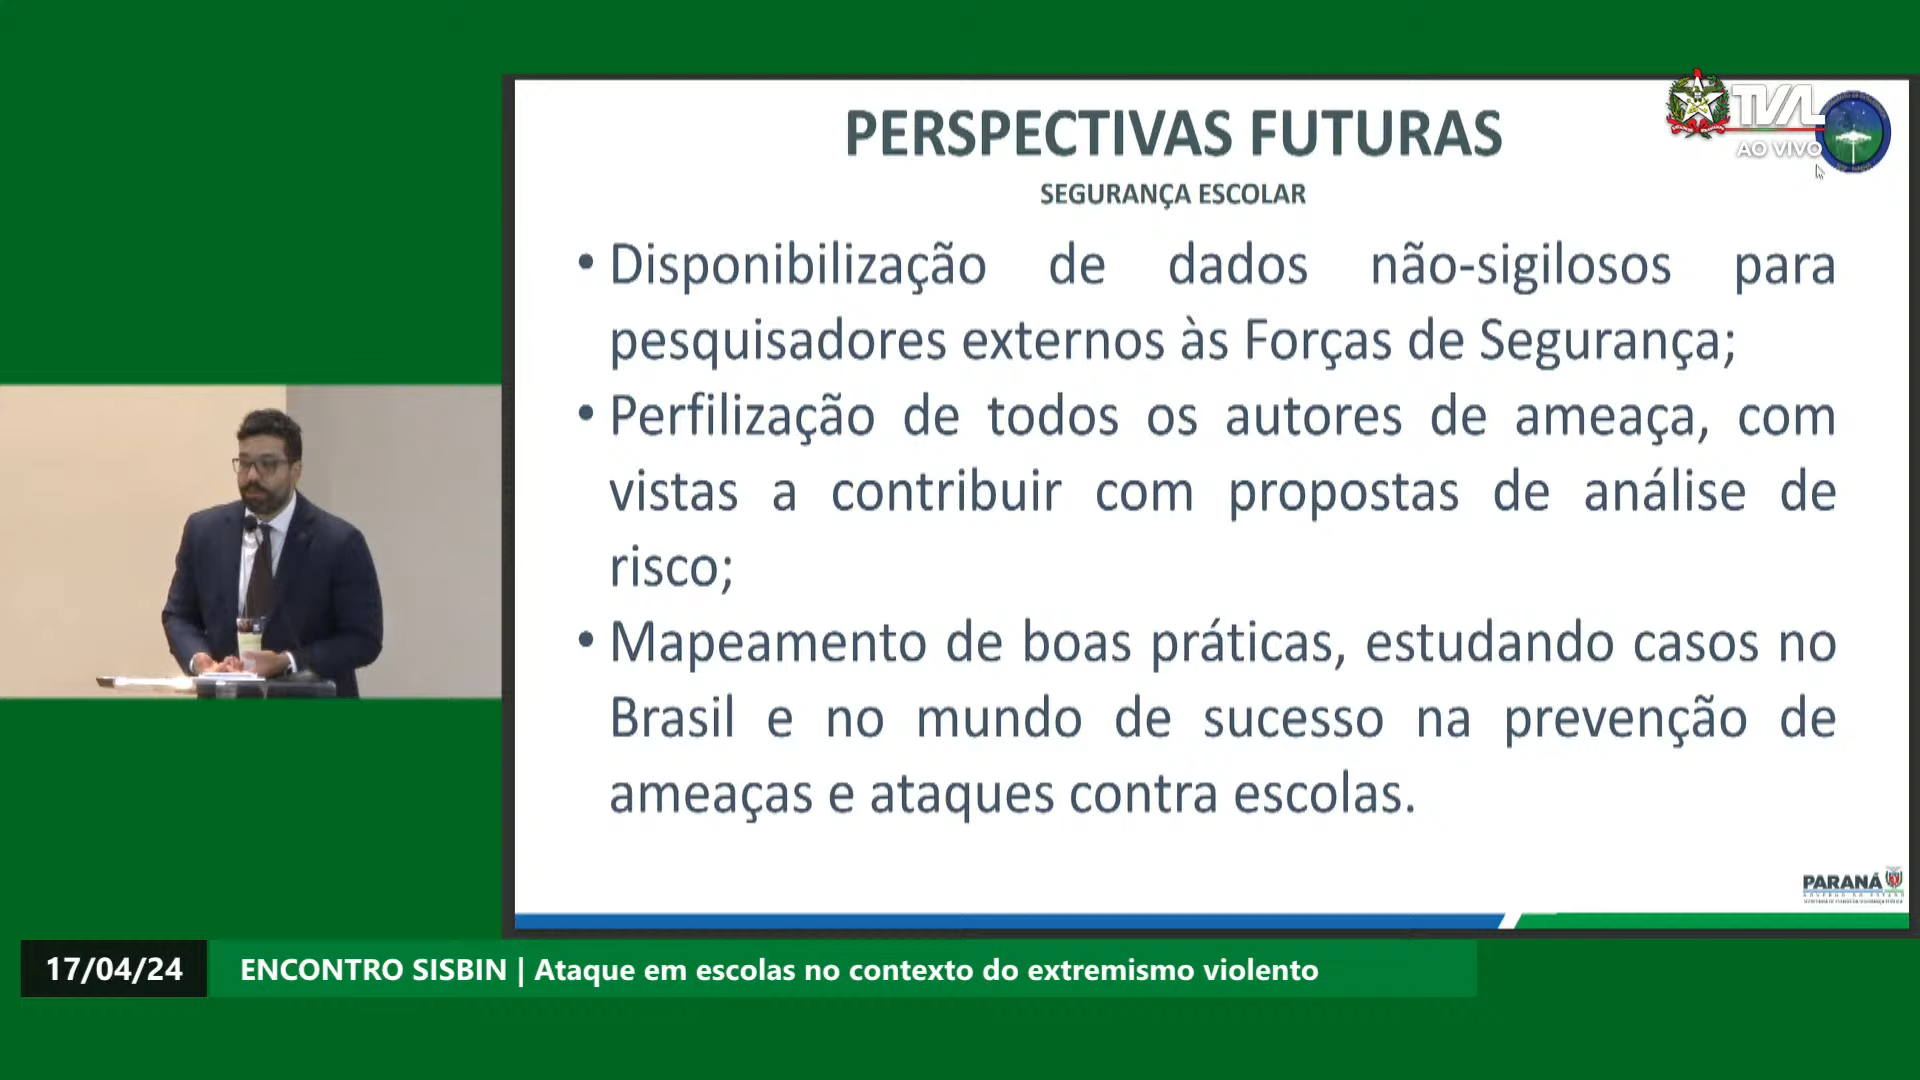 PERSPECTIVAS FUTURAS
SEGURANÇA ESCOLAR
TVAL
AO VIVO
• Disponibilização de dados não-sigilosos para
pesquisadores externos às Forças de Segurança;
• Perfilização de todos os autores de ameaça, com
vistas a contribuir com propostas de análise de
risco;
• Mapeamento de boas práticas, estudando casos no
Brasil e no mundo de sucesso na prevenção de
ameaças e ataques contra escolas.
PARANÁ
17/04/24
ENCONTRO SISBIN | Ataque em escolas no contexto do extremismo violento